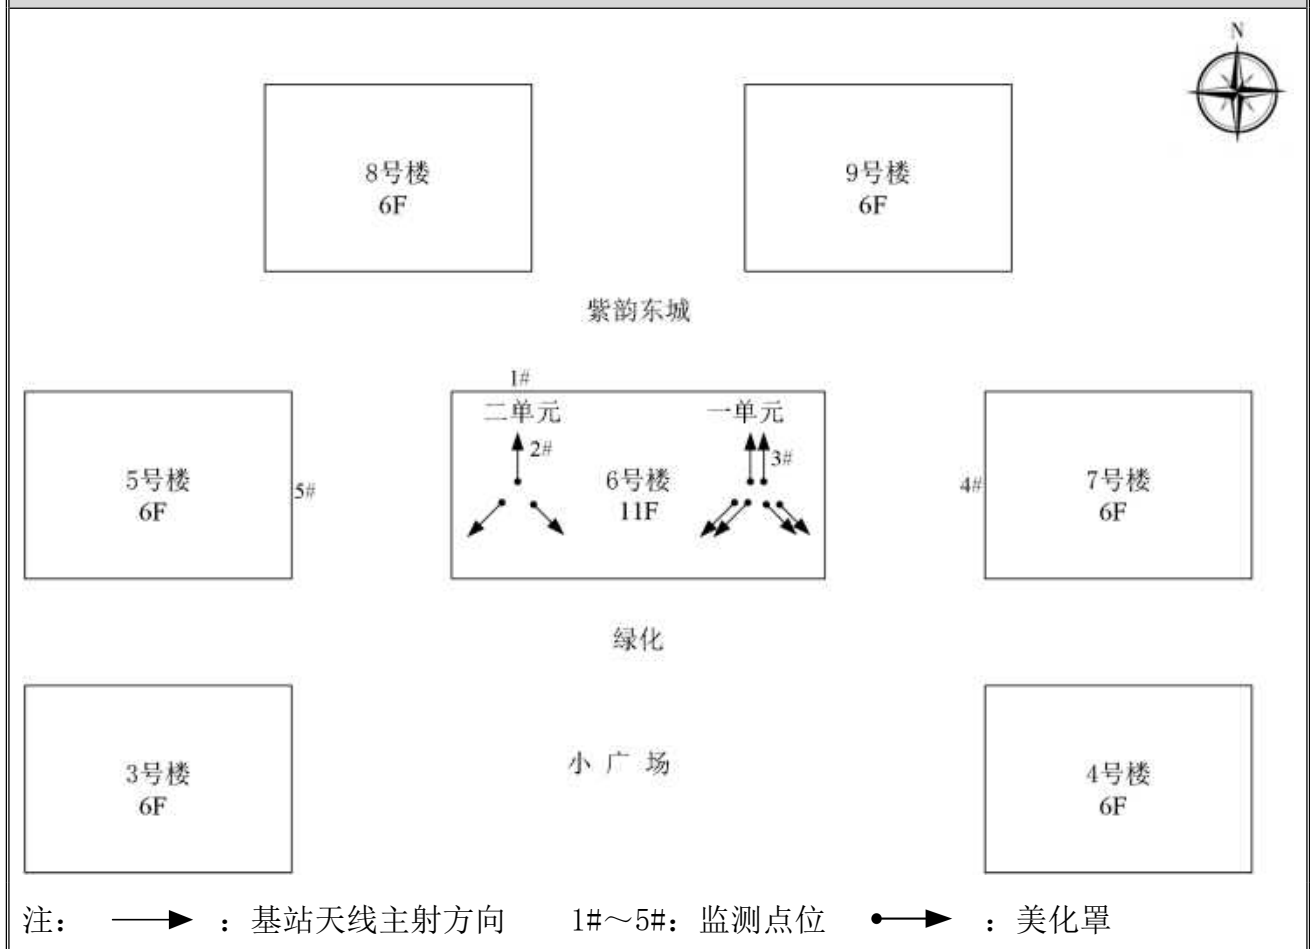 N
8号楼
6F
9号楼
6F
紫韵东城
1#
二单元
一单元
2#
3#
5号楼
6F
5#
6号楼
11F
4#
7号楼
6F
绿化
3号楼
6F
小 广 场
4号楼
6F
注： ：基站天线主射方向 1#～5#：监测点位 ：美化罩